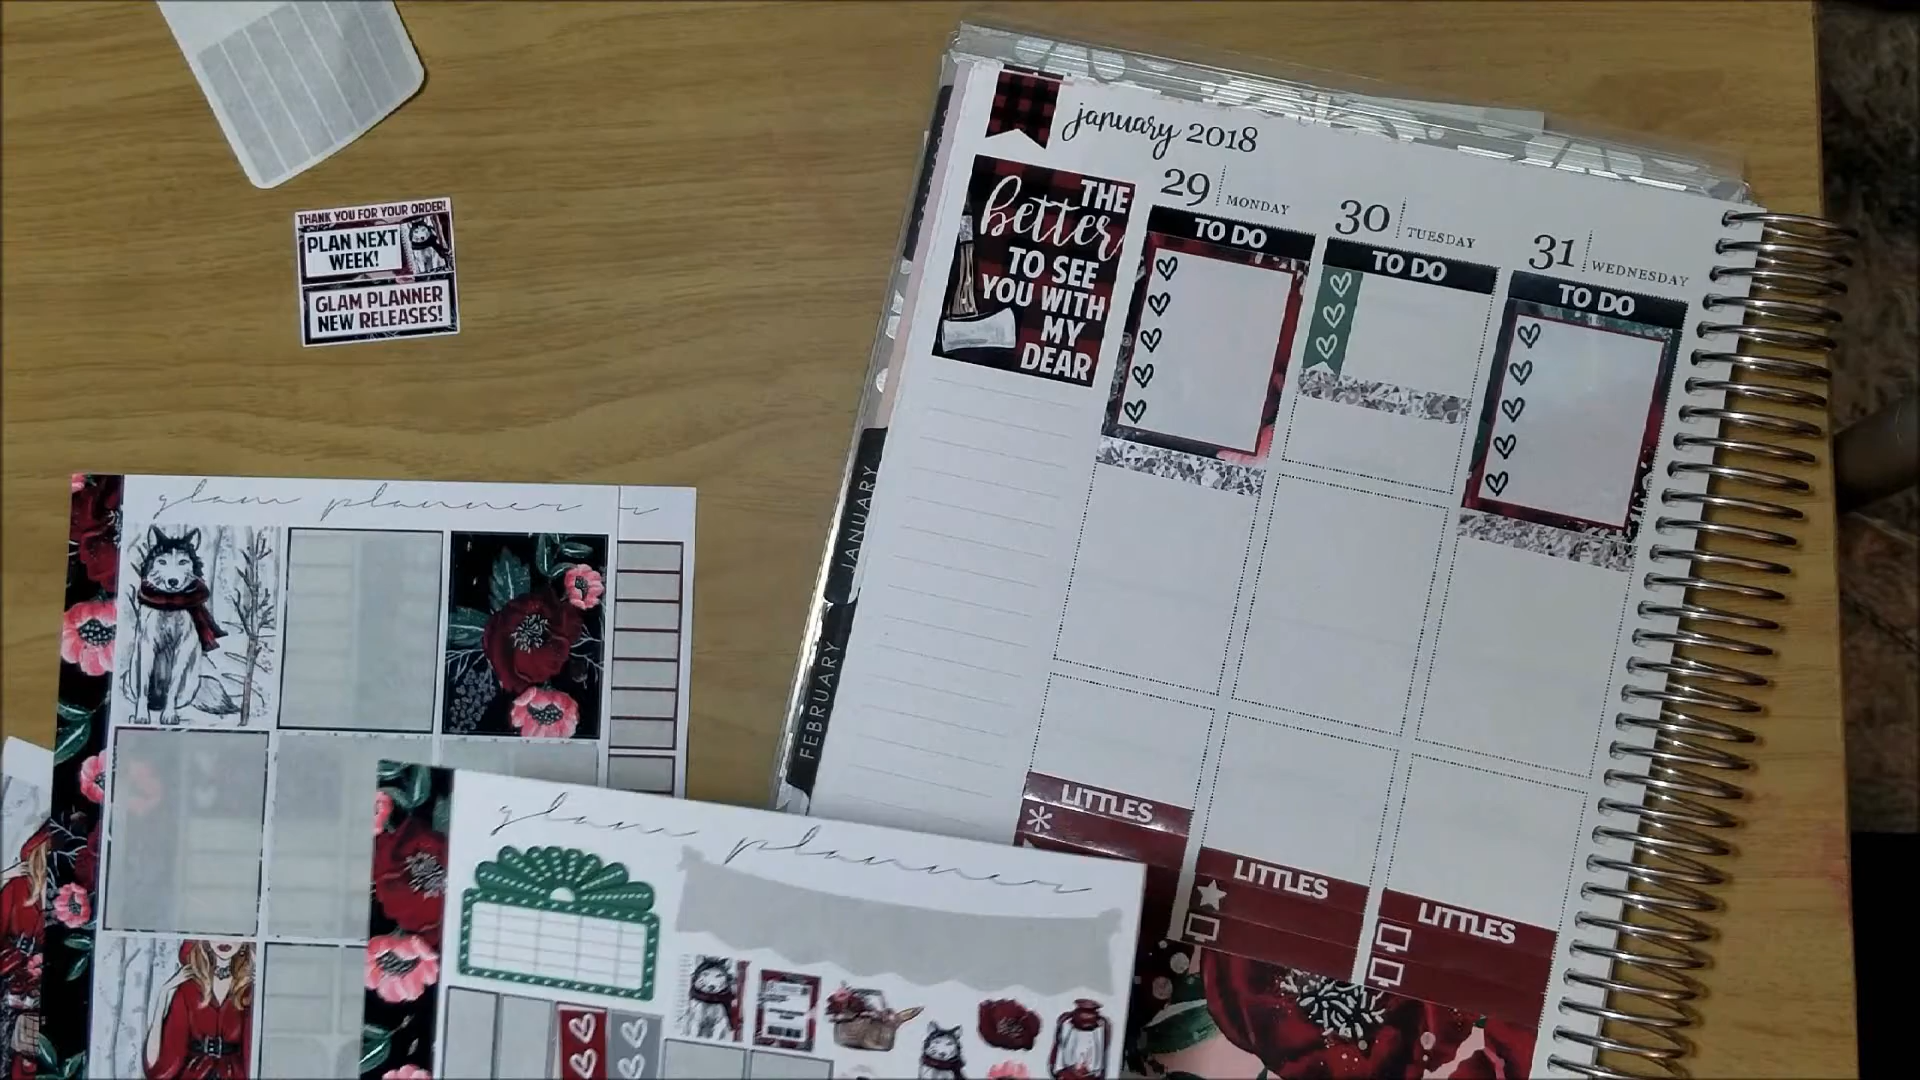 january 2018
THE
better
TO SEE
YOU WITH
MY
DEAR
29 MONDAY
TO DO
30 TUESDAY
TO DO
31 WEDNESDAY
TO DO
JANUARY
FEBRUARY
LITTLES
LITTLES
LITTLES
THANK YOU FOR YOUR ORDER!
PLAN NEXT
WEEK!
GLAM PLANNER
NEW RELEASES!
glam planner
glam planner